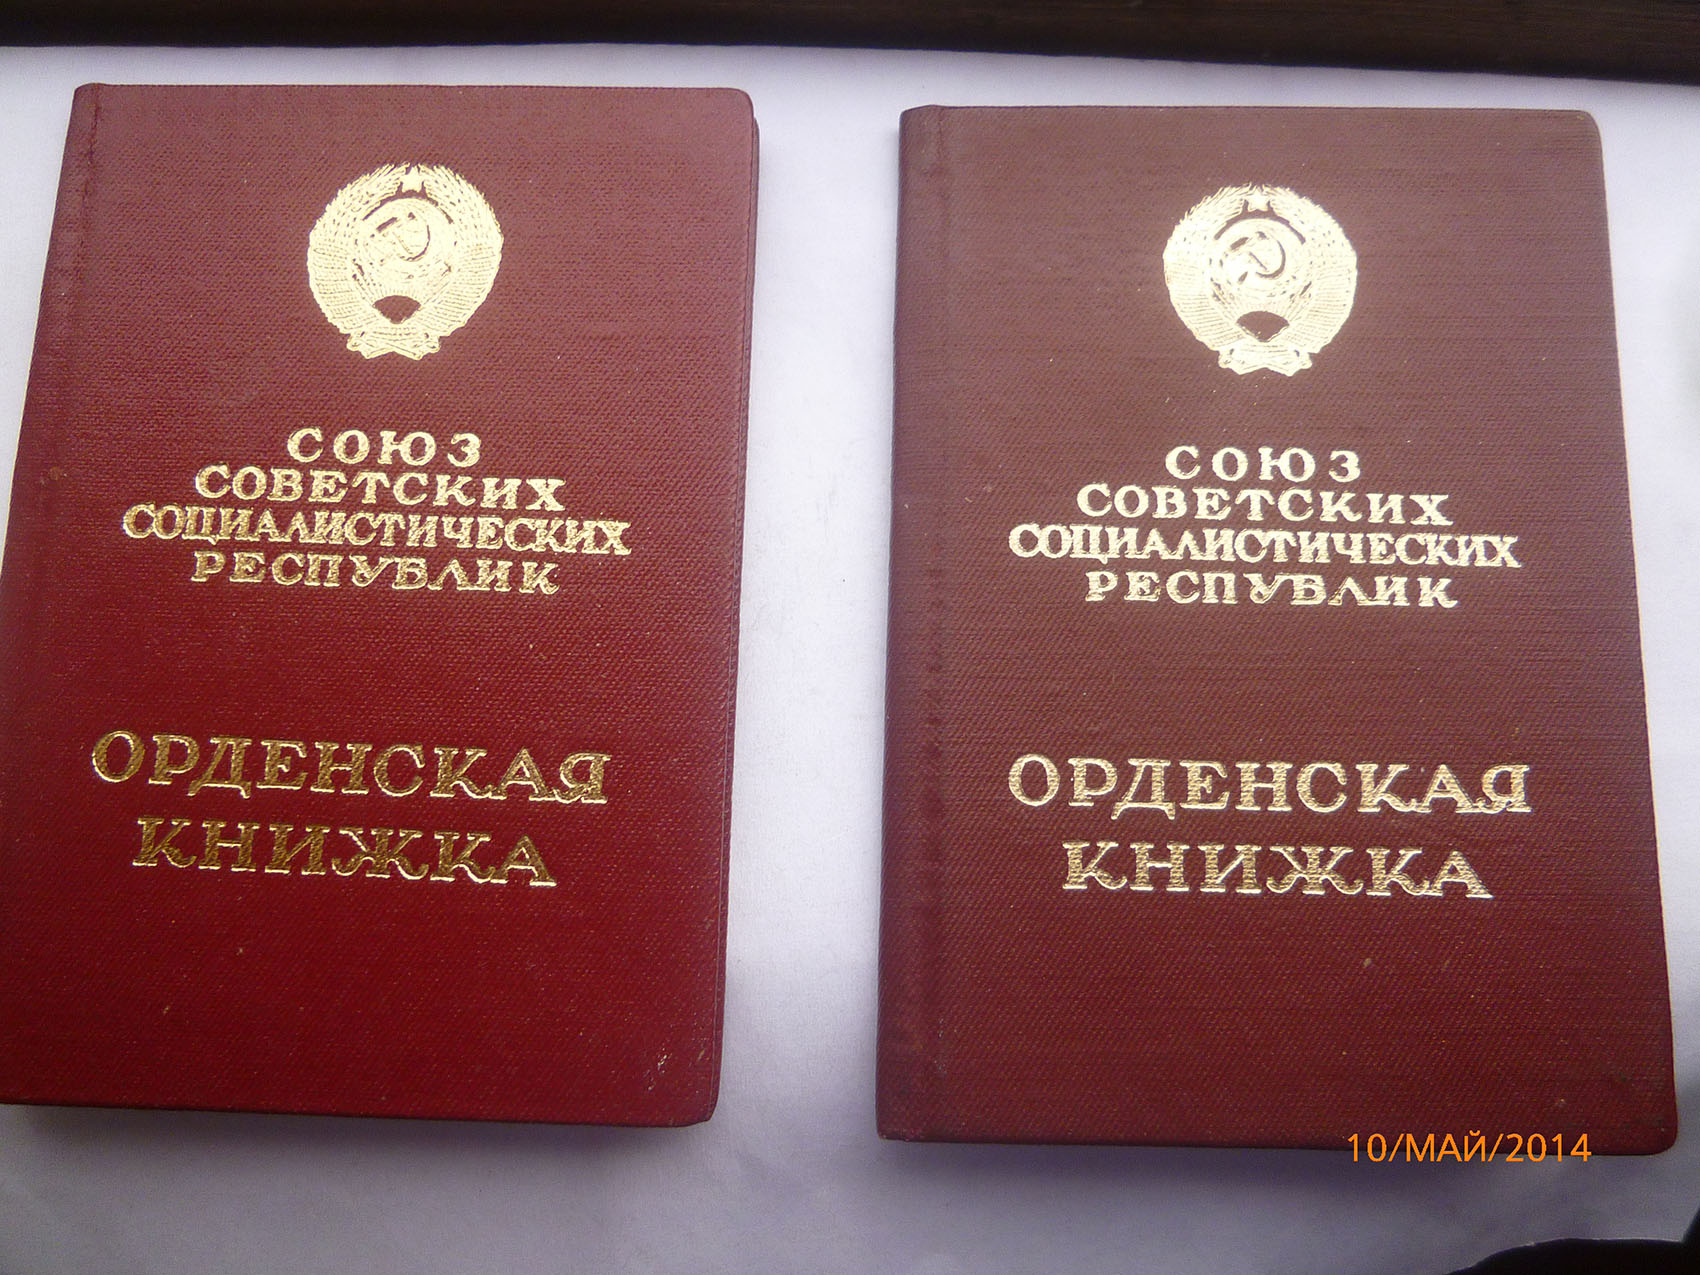 СОЮЗ
СОВЕТСКИХ
СОЦИАЛИСТИЧЕСКИХ
РЕСПУБЛИК
ОРДЕНСКАЯ
КНИЖКА
СОЮЗ
СОВЕТСКИХ
СОЦИАЛИСТИЧЕСКИХ
РЕСПУБЛИК
ОРДЕНСКАЯ
КНИЖКА
10/МАЙ/2014